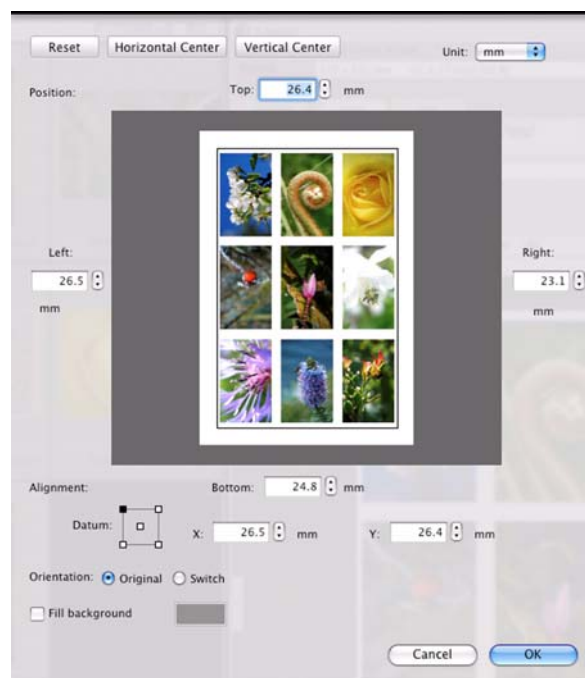 Reset Horizontal Center Vertical Center Unit: mm
Position: Top: 26.4 mm
Left: Right:
26.5 23.1
mm mm
Alignment: Bottom: 24.8 mm
Datum: X: 26.5 mm Y: 26.4 mm
Orientation: Original Switch
Fill background
Cancel OK